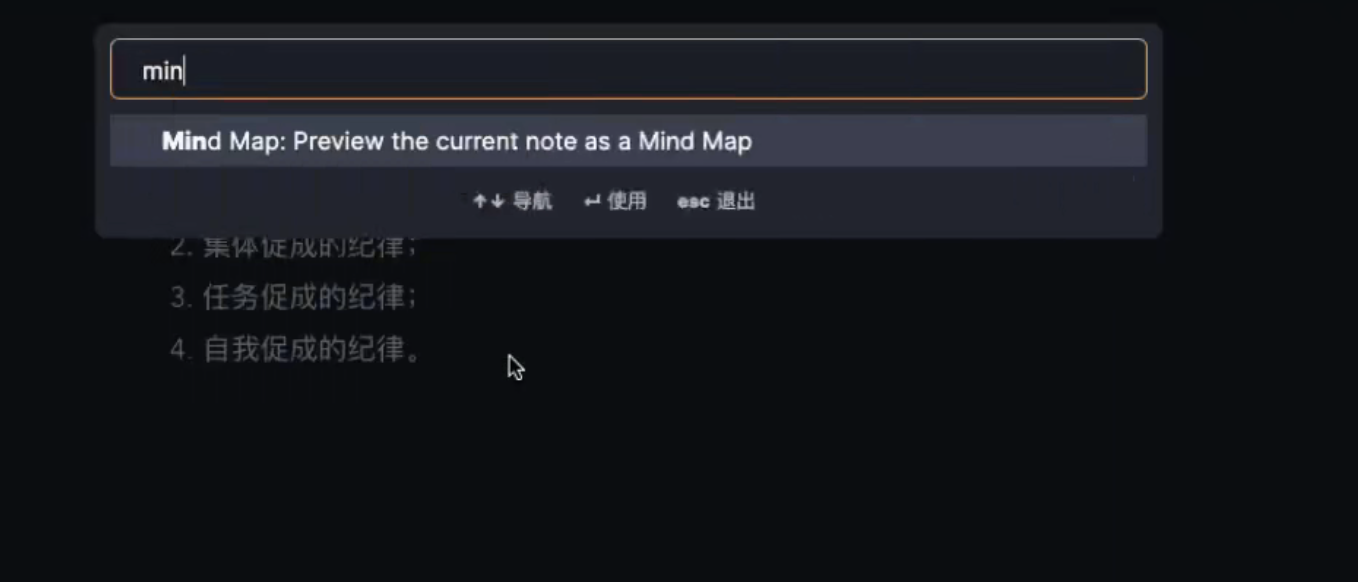 min
Mind Map: Preview the current note as a Mind Map
↑↓ 导航 ↵ 使用 esc 退出
2. 集体促成的纪律；
3. 任务促成的纪律；
4. 自我促成的纪律。